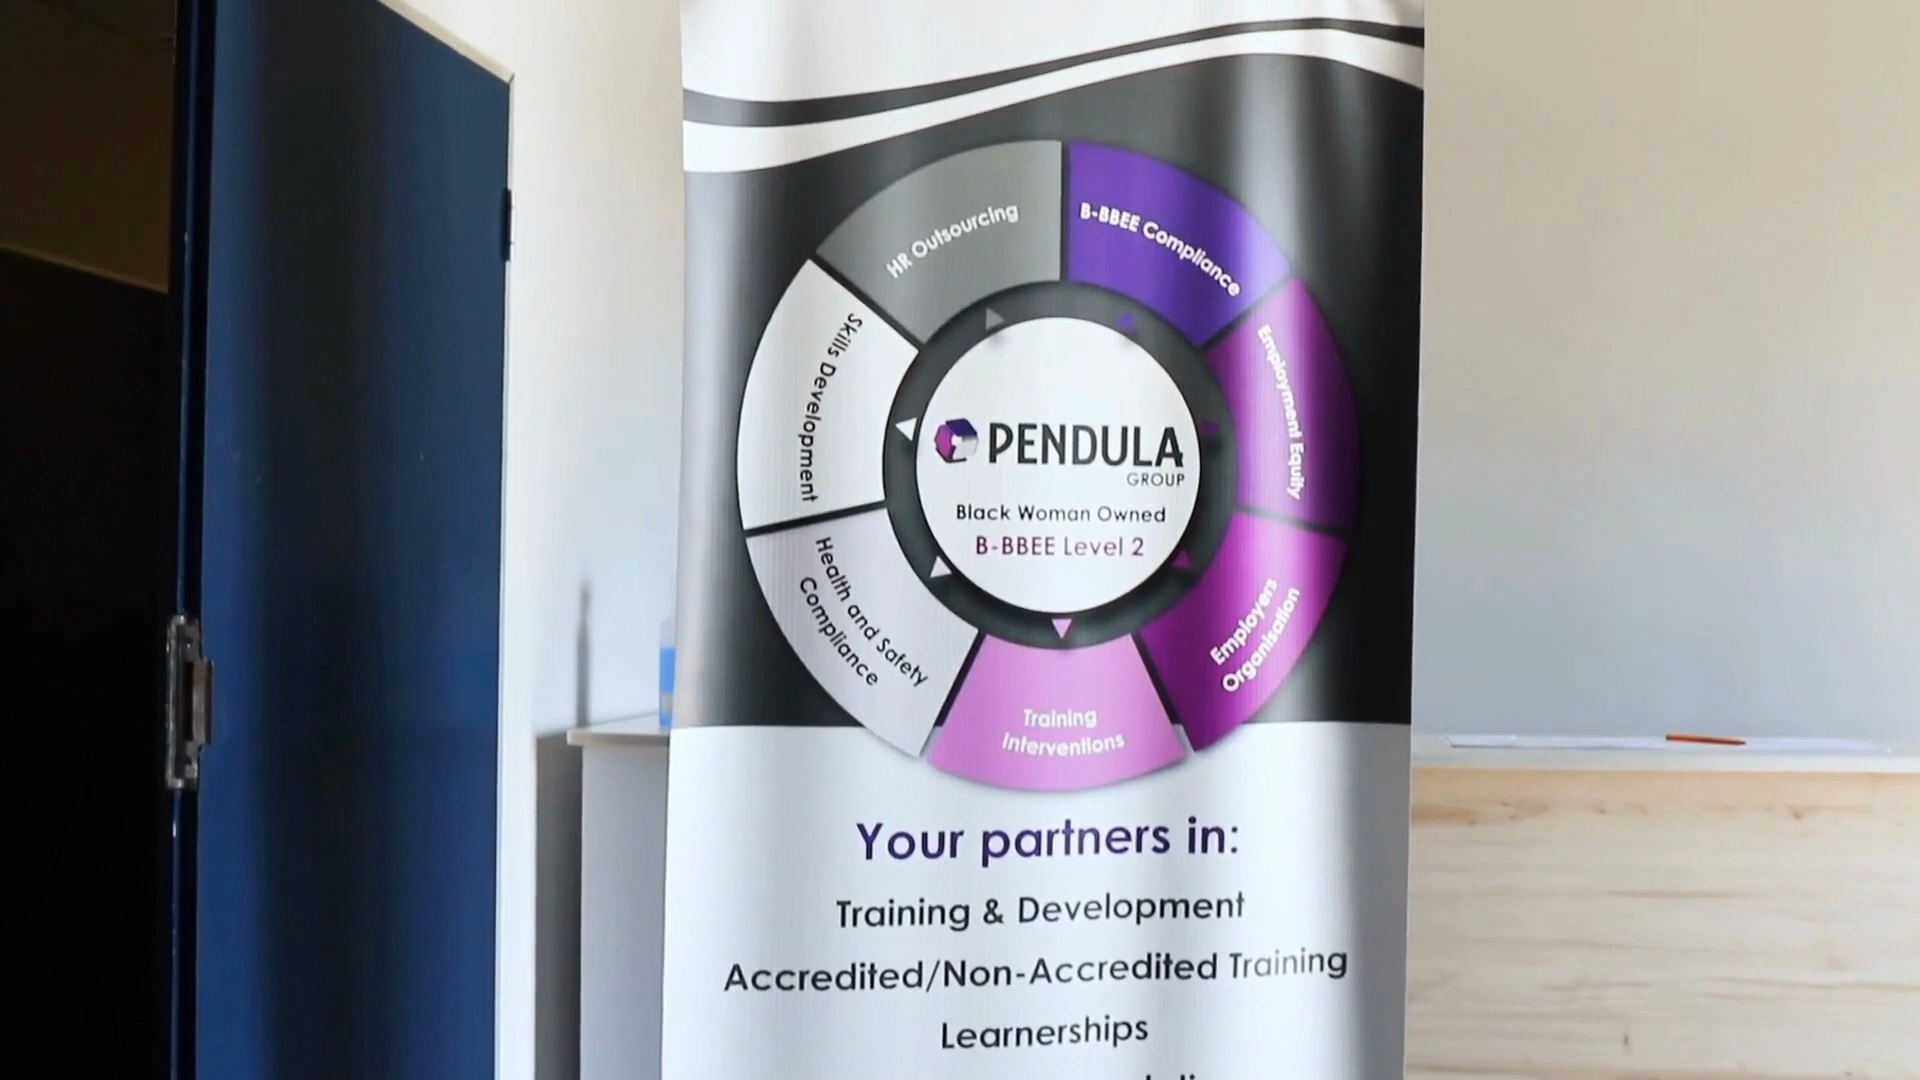 HR Outsourcing
B-BBEE Compliance
Employment Equity
Employers
Organisation
Training
Interventions
Health and Safety
Compliance
Skills Development
PENDULA
GROUP
Black Woman Owned
B-BBEE Level 2
Your partners in:
Training & Development
Accredited/Non-Accredited Training
Learnerships